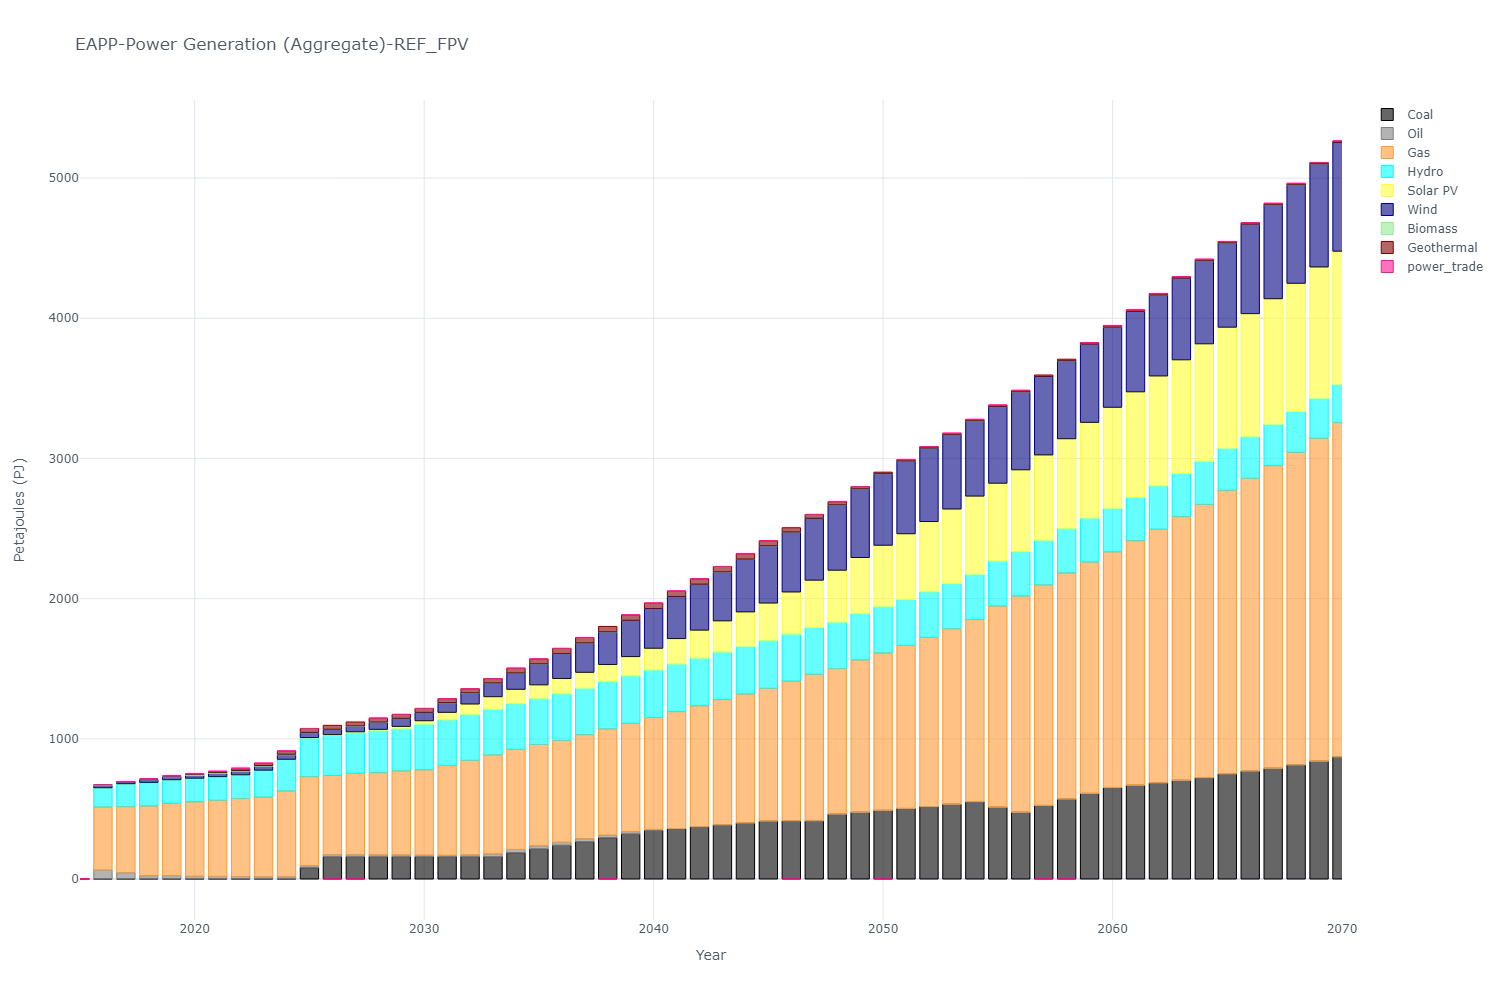 EAPP-Power Generation (Aggregate)-REF_FPV
Coal
Oil
Gas
Hydro
Solar PV
Wind
Biomass
Geothermal
power_trade
5000
4000
3000
2000
1000
0
Petajoules (PJ)
2020
2030
2040
2050
2060
2070
Year